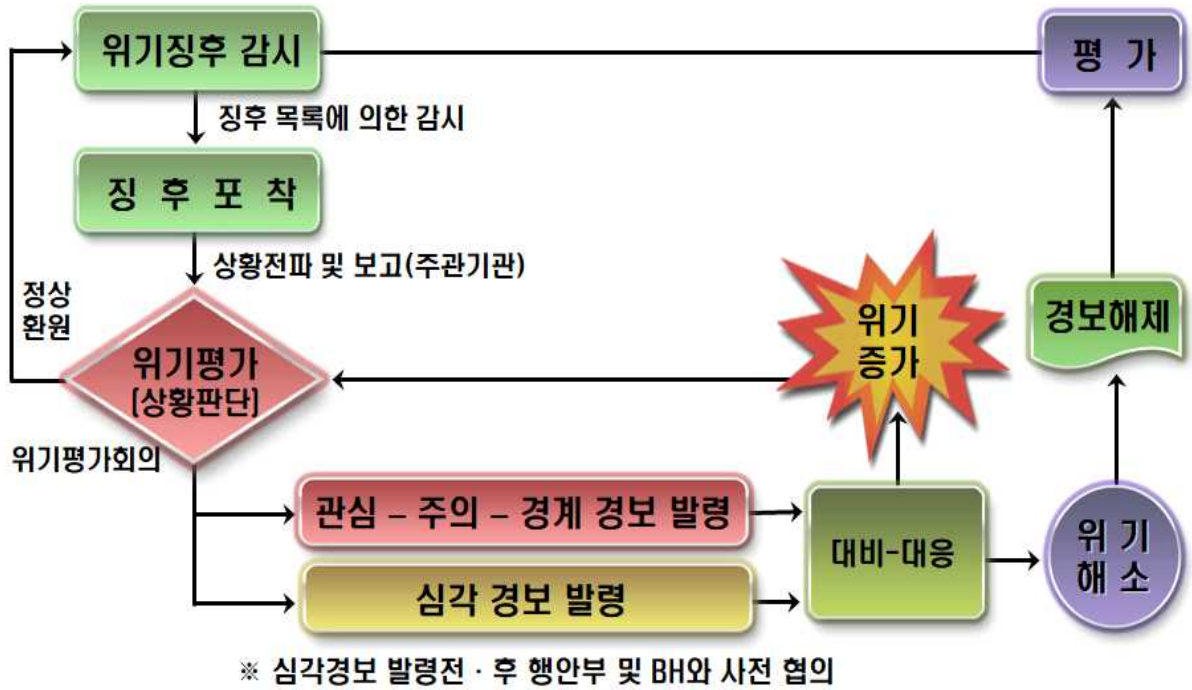 위기징후 감시
평 가
징후 목록에 의한 감시
징 후 포 착
상황전파 및 보고(주관기관)
정상
환원
위기
증가
경보해제
위기평가
(상황판단)
위기평가회의
관심 – 주의 – 경계 경보 발령
대비-대응
위 기
해 소
심각 경보 발령
※ 심각경보 발령전 · 후 행안부 및 BH와 사전 협의